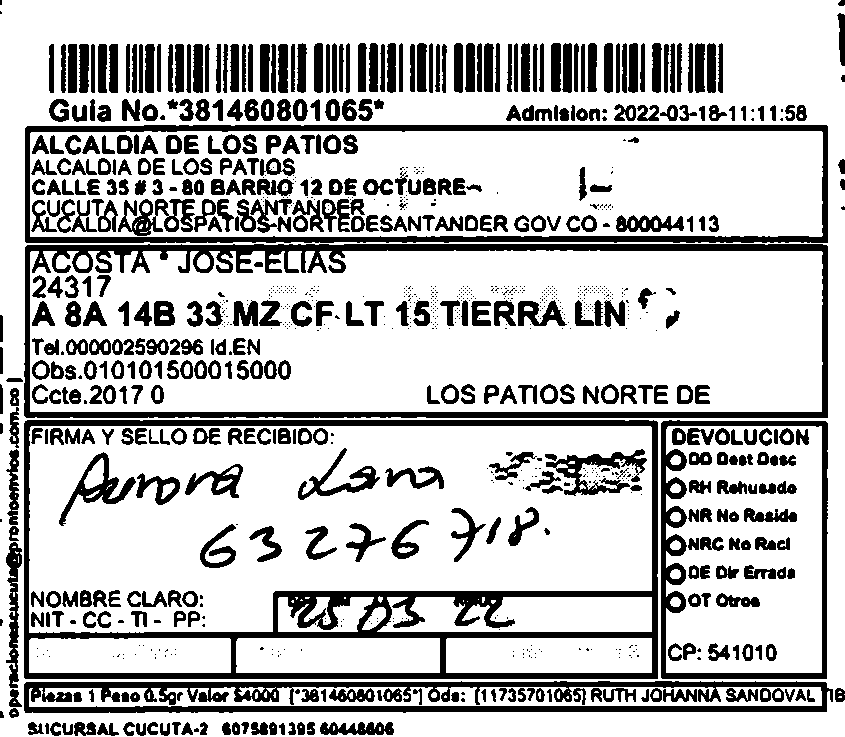 Guia No.*381460801065*
Admision: 2022-03-18-11:11:58
ALCALDIA DE LOS PATIOS
ALCALDIA DE LOS PATIOS
CALLE 35 # 3 - 80 BARRIO 12 DE OCTUBRE
CUCUTA NORTE DE SANTANDER
ALCALDIA@LOSPATIOS-NORTEDESANTANDER GOV CO - 800044113
ACOSTA * JOSE-ELIAS
24317
A 8A 14B 33 MZ CF LT 15 TIERRA LIN
Tel.000002590296 Id.EN
Obs.010101500015000
Ccte.2017 0 LOS PATIOS NORTE DE
FIRMA Y SELLO DE RECIBIDO:
Aurora Lara
63276718.
NOMBRE CLARO:
NIT - CC - TI - PP:
25 03 22
DEVOLUCION
DD Dest Desc
RH Rehusado
NR No Reside
NRC No Recl
DE Dir Errada
OT Otros
CP: 541010
operacionescucuta@prontoenvios.com.co
Piezas 1 Peso 0.5gr Valor $4000 (*381460801065*) Ods: (11735701065) RUTH JOHANNA SANDOVAL TIB
SUCURSAL CUCUTA-2 6075891395 60448606